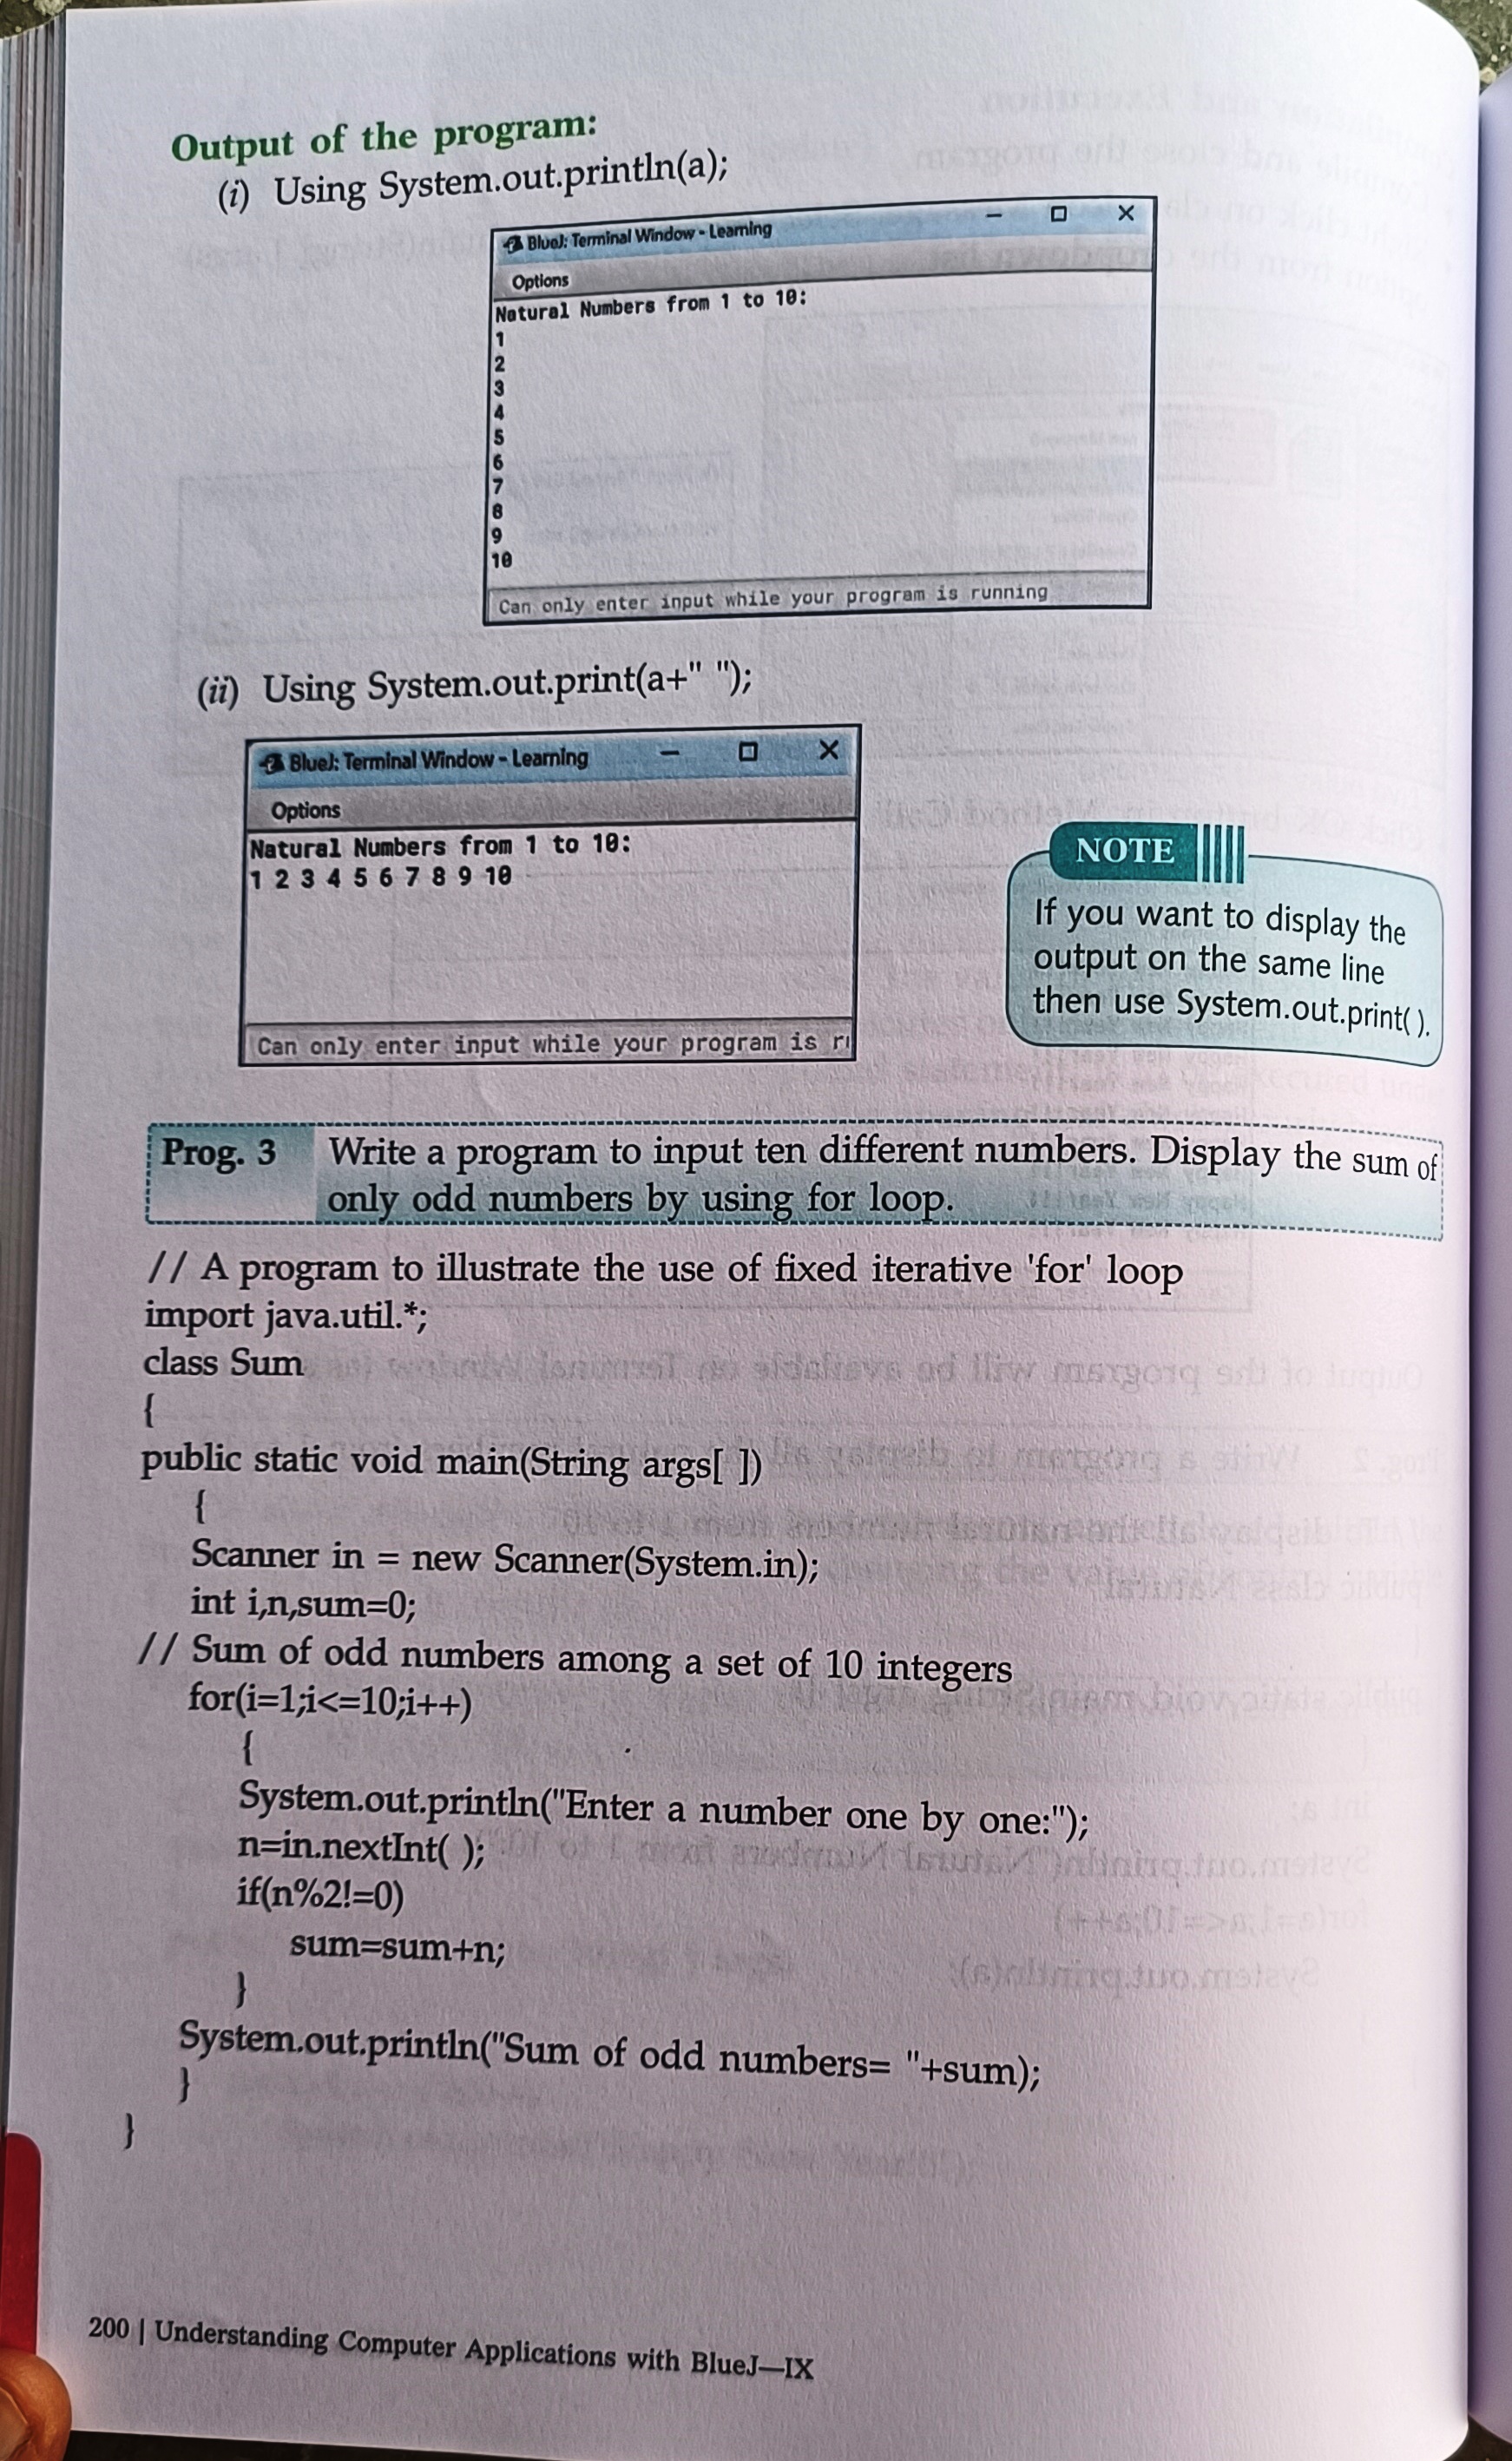 Output of the program:
(i) Using System.out.println(a);
BlueJ: Terminal Window - Learning
Options
Natural Numbers from 1 to 10:
1
2
3
4
5
6
7
8
9
10
Can only enter input while your program is running
(ii) Using System.out.print(a+" ");
BlueJ: Terminal Window - Learning
Options
Natural Numbers from 1 to 10:
1 2 3 4 5 6 7 8 9 10
Can only enter input while your program is
NOTE
If you want to display the
output on the same line
then use System.out.print( ).
Prog. 3 Write a program to input ten different numbers. Display the sum of
only odd numbers by using for loop.
// A program to illustrate the use of fixed iterative 'for' loop
import java.util.*;
class Sum
{
public static void main(String args[ ])
{
Scanner in = new Scanner(System.in);
int i,n,sum=0;
// Sum of odd numbers among a set of 10 integers
for(i=1;i<=10;i++)
{
System.out.println("Enter a number one by one:");
n=in.nextInt( );
if(n%2!=0)
sum=sum+n;
}
System.out.println("Sum of odd numbers= "+sum);
}
}
200 | Understanding Computer Applications with BlueJ—IX